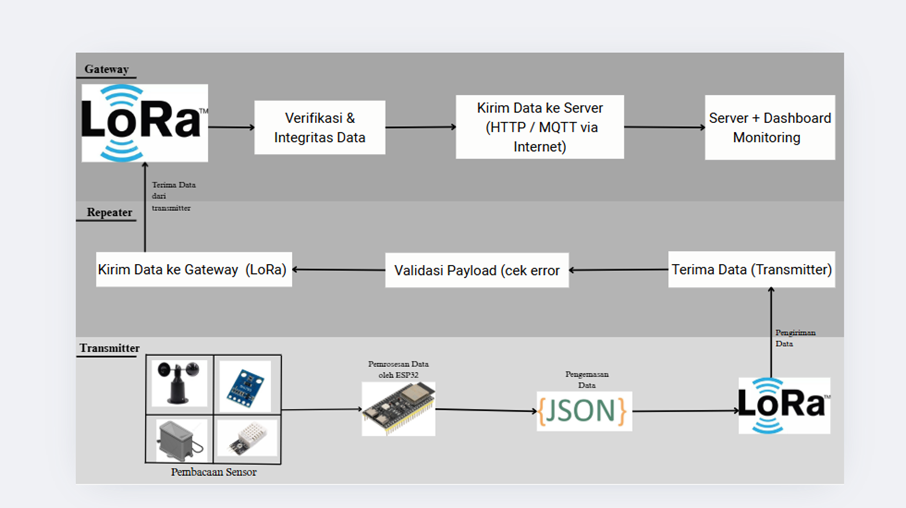 Gateway
LoRa™
Verifikasi &
Integritas Data
Kirim Data ke Server
(HTTP / MQTT via
Internet)
Server + Dashboard
Monitoring
Terima Data
dari
transmitter
Repeater
Kirim Data ke Gateway (LoRa)
Validasi Payload (cek error
Terima Data (Transmitter)
Pengiriman
Data
Transmitter
Pemrosesan Data
oleh ESP32
Pengemasan
Data
{JSON}
LoRa™
Pembacaan Sensor